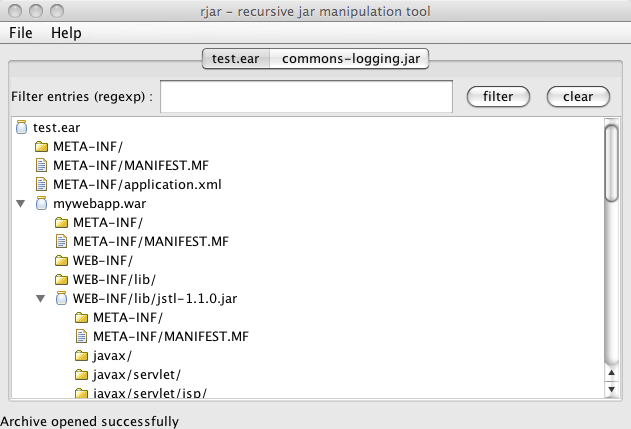 rjar - recursive jar manipulation tool
File Help
test.ear commons-logging.jar
Filter entries (regexp) : filter clear
test.ear
META-INF/
META-INF/MANIFEST.MF
META-INF/application.xml
mywebapp.war
META-INF/
META-INF/MANIFEST.MF
WEB-INF/
WEB-INF/lib/
WEB-INF/lib/jstl-1.1.0.jar
META-INF/
META-INF/MANIFEST.MF
javax/
javax/servlet/
javax/servlet/jsp/
Archive opened successfully